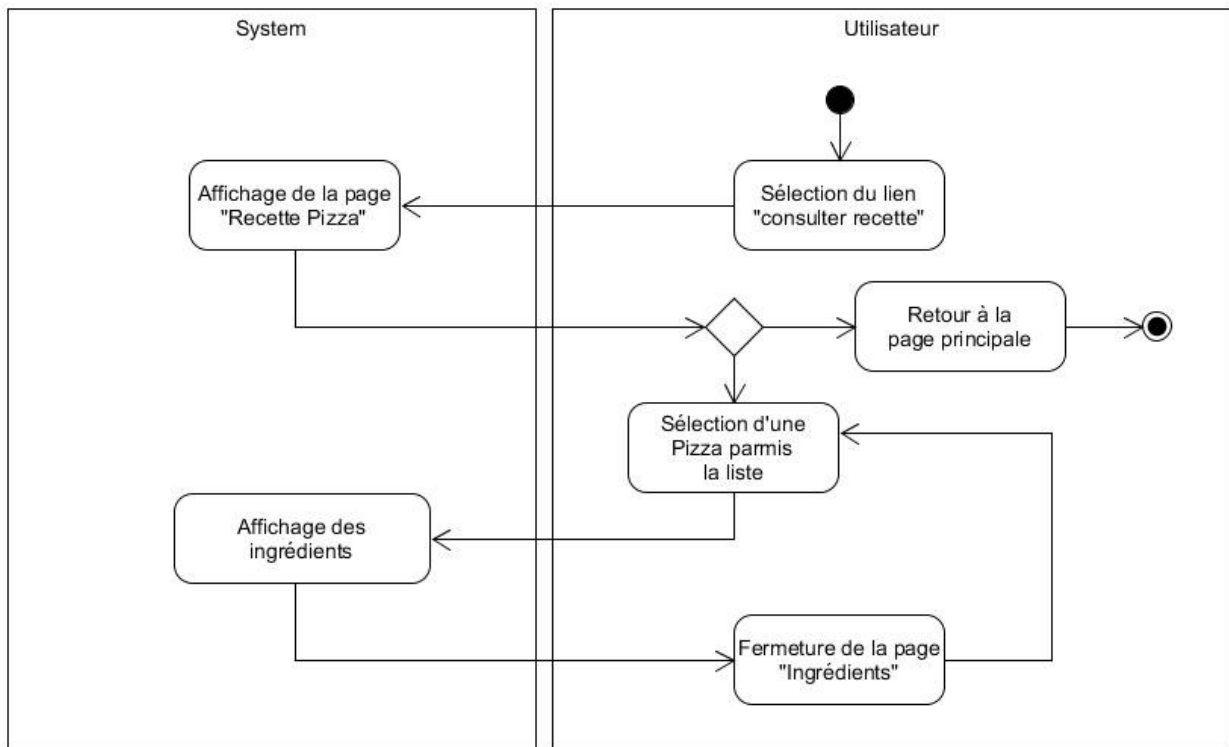 System
Utilisateur
Affichage de la page
"Recette Pizza"
Sélection du lien
"consulter recette"
Retour à la
page principale
Sélection d'une
Pizza parmis
la liste
Affichage des
ingrédients
Fermeture de la page
"Ingrédients"